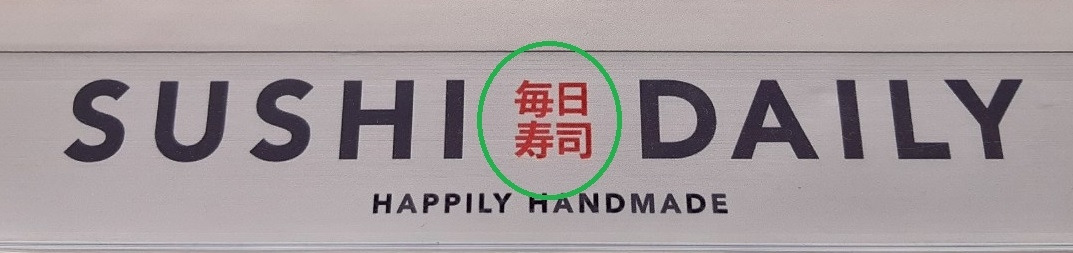 SUSHI 毎日寿司 DAILY
HAPPILY HANDMADE